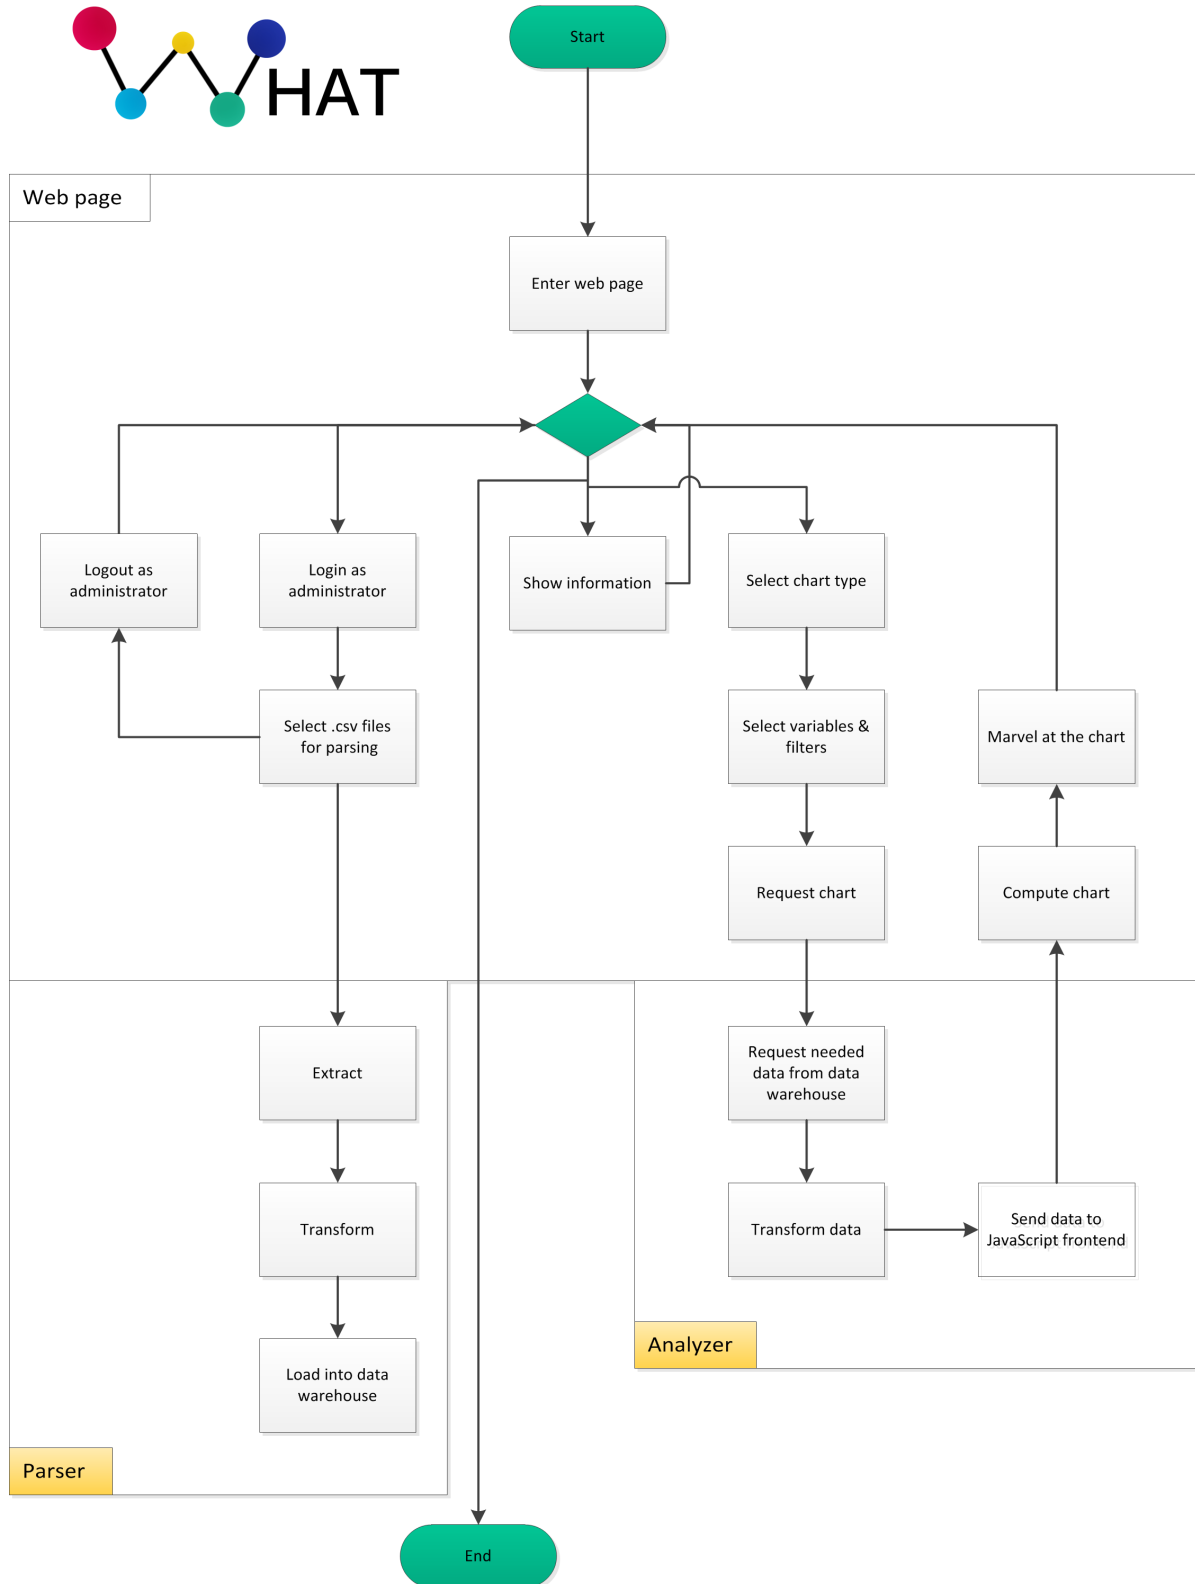 WHAT
Start
Web page
Enter web page
Logout as
administrator
Login as
administrator
Show information
Select chart type
Select .csv files
for parsing
Select variables &
filters
Marvel at the chart
Request chart
Compute chart
Extract
Request needed
data from data
warehouse
Transform
Transform data
Send data to
JavaScript frontend
Analyzer
Load into data
warehouse
Parser
End